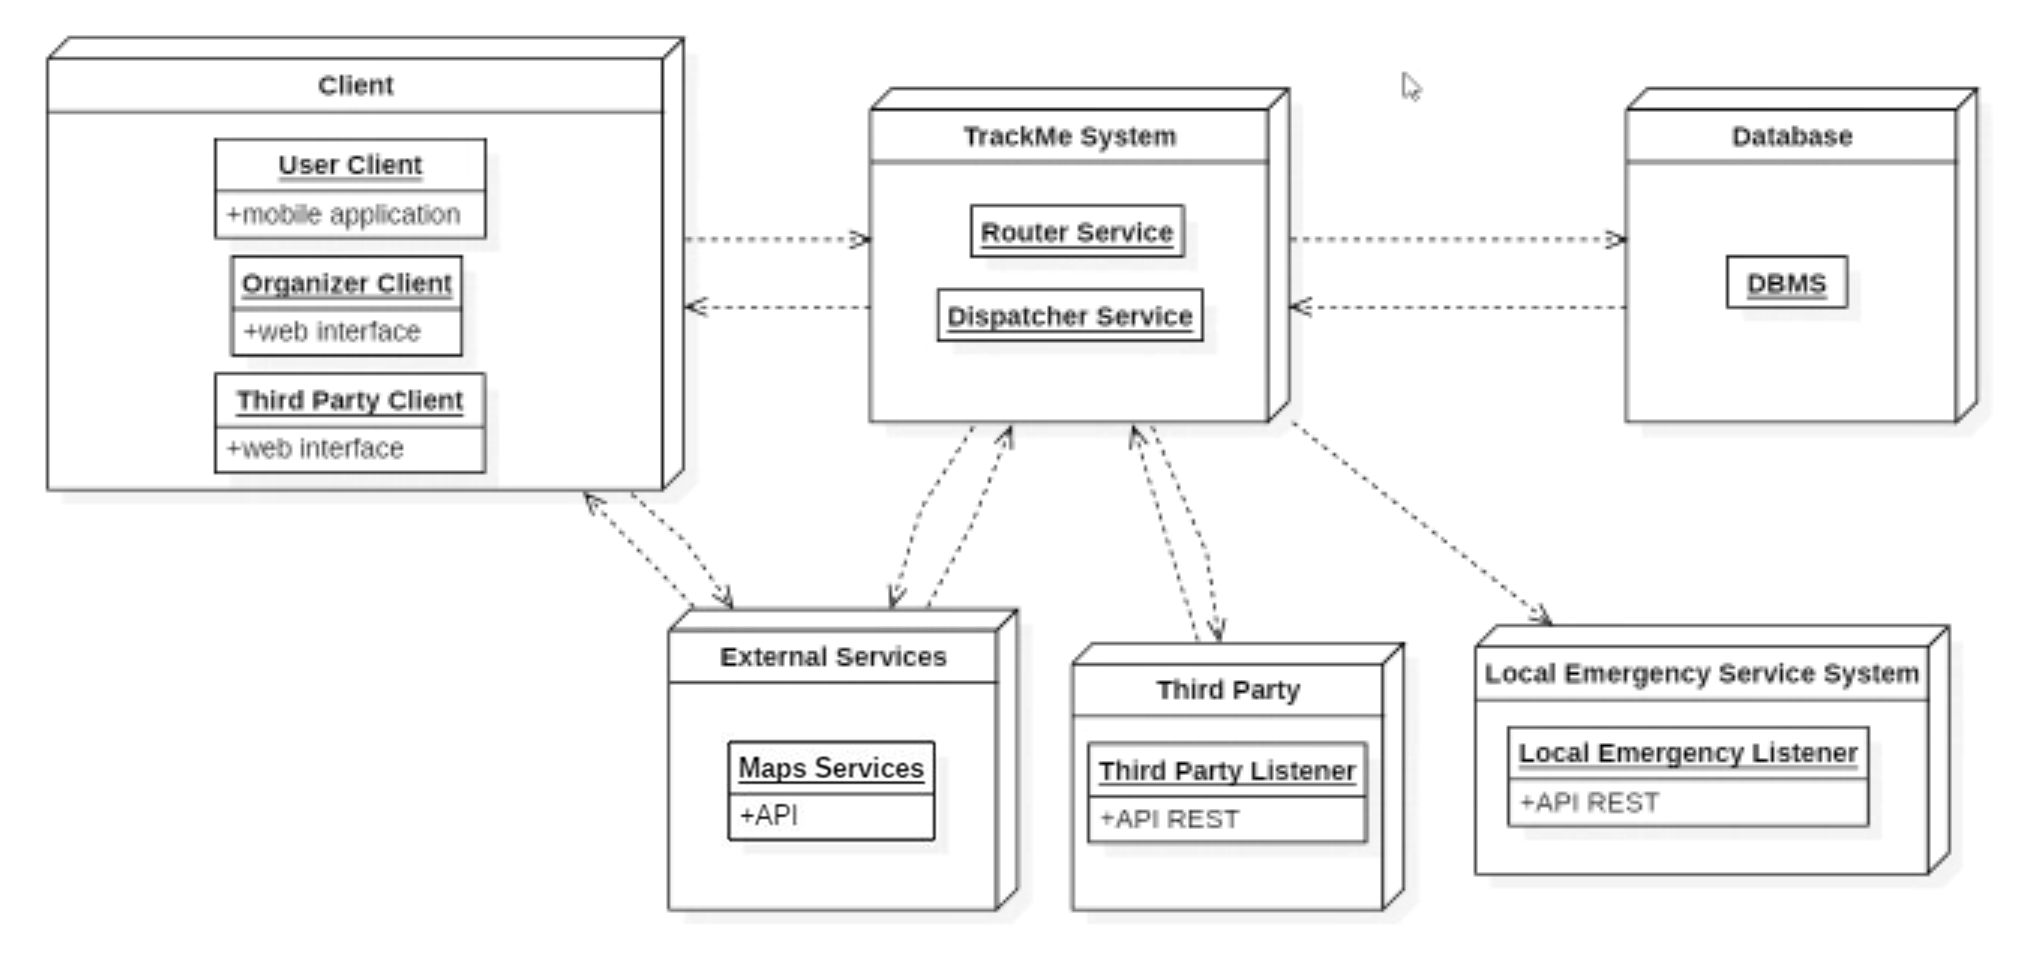 Client
User Client
+mobile application
Organizer Client
+web interface
Third Party Client
+web interface
TrackMe System
Router Service
Dispatcher Service
Database
DBMS
External Services
Maps Services
+API
Third Party
Third Party Listener
+API REST
Local Emergency Service System
Local Emergency Listener
+API REST